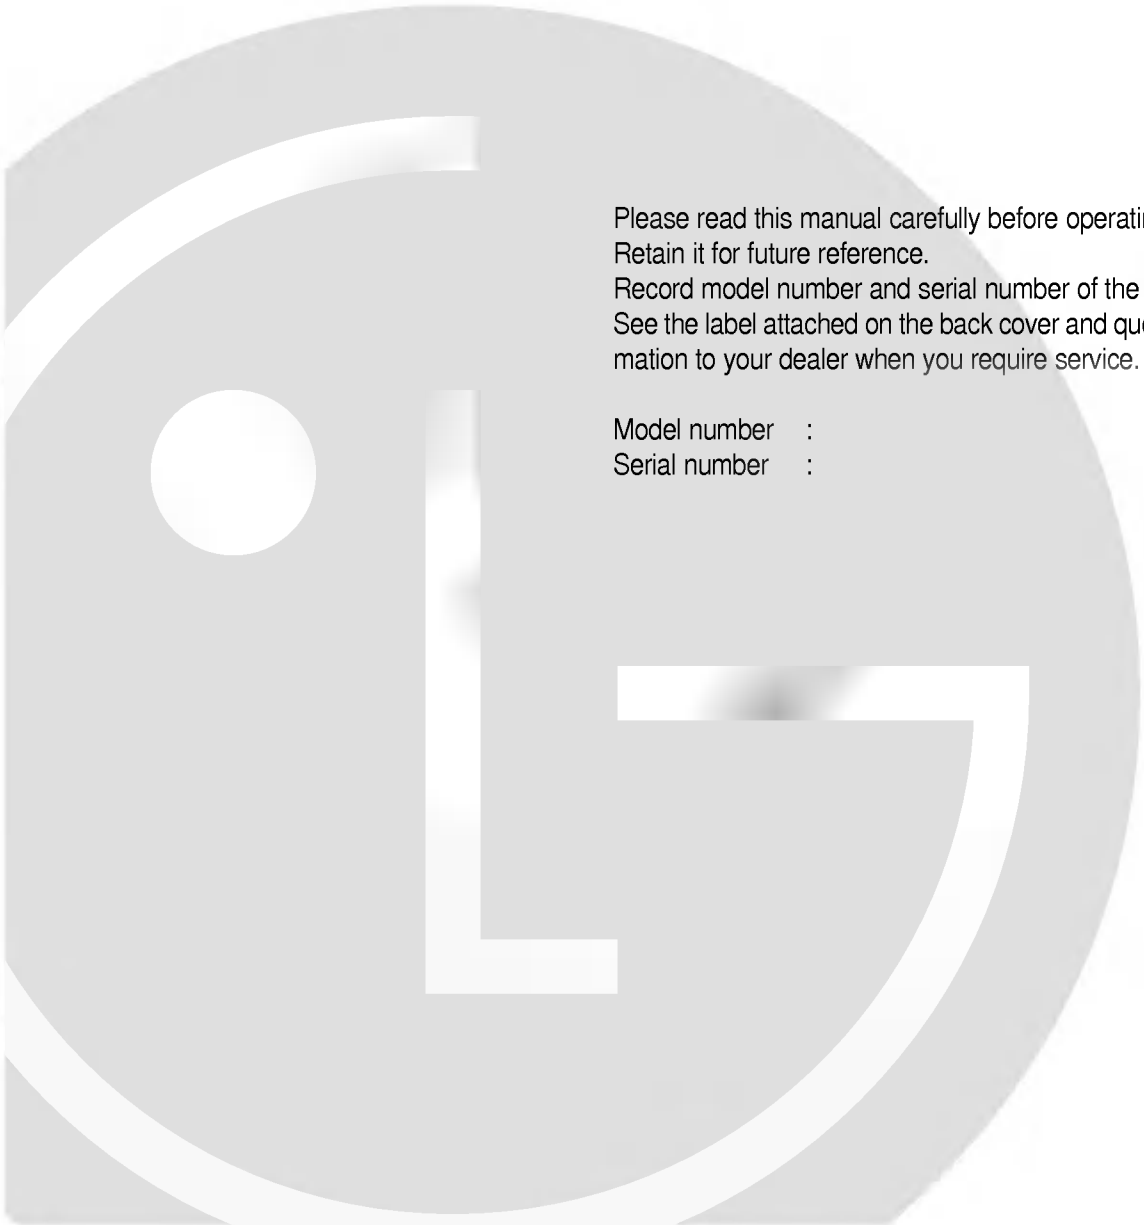 Please read this manual carefully before
Retain it for future reference.
Record model number and serial number of the
See the label attached on the back cover and
mation to your dealer when you require service.
Model number :
Serial number :
LG